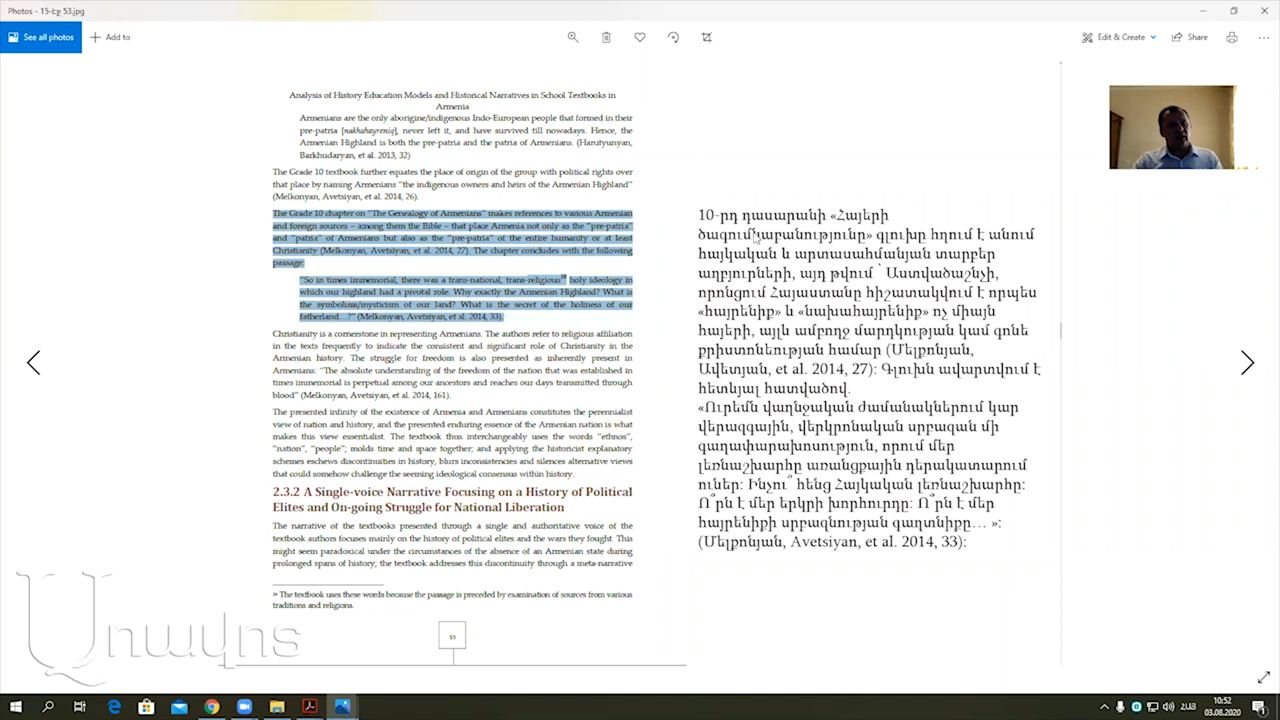 Photos - 15-էջ 53.jpg
See all photos
Add to
Edit & Create
Share
Analysis of History Education Models and Historical Narratives in School Textbooks in
Armenia
Armenians are the only aborigine/indigenous Indo-European people that formed in their
pre-patria [nakhahayreniq], never left it, and have survived till nowadays. Hence, the
Armenian Highland is both the pre-patria and the patria of Armenians. (Harutyunyan,
Barkhudaryan, et al. 2013, 32)
The Grade 10 textbook further equates the place of origin of the group with political rights over
that place by naming Armenians “the indigenous owners and heirs of the Armenian Highland”
(Melkonyan, Avetsiyan, et al. 2014, 26).
The Grade 10 chapter on “The Genealogy of Armenians” makes references to various Armenian
and foreign sources – among them the Bible – that place Armenia not only as the “pre-patria”
and “patria” of Armenians but also as the “pre-patria” of the entire humanity or at least
Christianity (Melkonyan, Avetsiyan, et al. 2014, 27). The chapter concludes with the following
passage:
“So in times immemorial, there was a trans-national, trans-religious³⁹ holy ideology in
which our highland had a pivotal role. Why exactly the Armenian Highland? What is
the symbolism/mysticism of our land? What is the secret of the holiness of our
fatherland…?” (Melkonyan, Avetsiyan, et al. 2014, 33).
Christianity is a cornerstone in representing Armenians. The authors refer to religious affiliation
in the texts frequently to indicate the consistent and significant role of Christianity in the
Armenian history. The struggle for freedom is also presented as inherently present in
Armenians: “The absolute understanding of the freedom of the nation that was established in
times immemorial is perpetual among our ancestors and reaches our days transmitted through
blood” (Melkonyan, Avetsiyan, et al. 2014, 161).
The presented infinity of the existence of Armenia and Armenians constitutes the perennialist
view of nation and history, and the presented enduring essence of the Armenian nation is what
makes this view essentialist. The textbook thus interchangeably uses the words “ethnos”,
“nation”, “people”; molds time and space together; and applying the historicist explanatory
schemes eschews discontinuities in history, blurs inconsistencies and silences alternative views
that could somehow challenge the seeming ideological consensus within history.
2.3.2 A Single-voice Narrative Focusing on a History of Political
Elites and On-going Struggle for National Liberation
The narrative of the textbooks presented through a single and authoritative voice of the
textbook authors focuses mainly on the history of political elites and the wars they fought. This
might seem paradoxical under the circumstances of the absence of an Armenian state during
prolonged spans of history; the textbook addresses this discontinuity through a meta-narrative
The textbook uses these words because the passage is preceded by examination of sources from various
traditions and religions.
53
10-րդ դասարանի «Հայերի
ծագումնաբանությունը» գլուխը հղում է անում
հայկական և արտասահմանյան տարբեր
աղբյուրների, այդ թվում ՝ Աստվածաշնչի,
որոնցում Հայաստանը հիշատակվում է որպես
«հայրենիք» և «նախահայրենիք» ոչ միայն
հայերի, այլև ամբողջ մարդկության կամ գոնե
քրիստոնեության համար (Մելքոնյան,
Ավետյան, et al. 2014, 27): Գլուխն ավարտվում է
հետևյալ հատվածով.
«Ուրեմն վաղնջական ժամանակներում կար
վերազգային, վերկրոնական սրբազան մի
գաղափարախոսություն, որում մեր
լեռնաշխարհը առանցքային դերակատարում
ուներ: Ինչու՞ հենց Հայկական լեռնաշխարհը:
Ո՞րն է մեր երկրի խորհուրդը: Ո՞րն է մեր
հայրենիքի սրբազնության գաղտնիքը… »:
(Մելքոնյան, Avetsiyan, et al. 2014, 33):
Առավոտ
ՀԱՅ
10:52
03.08.2020